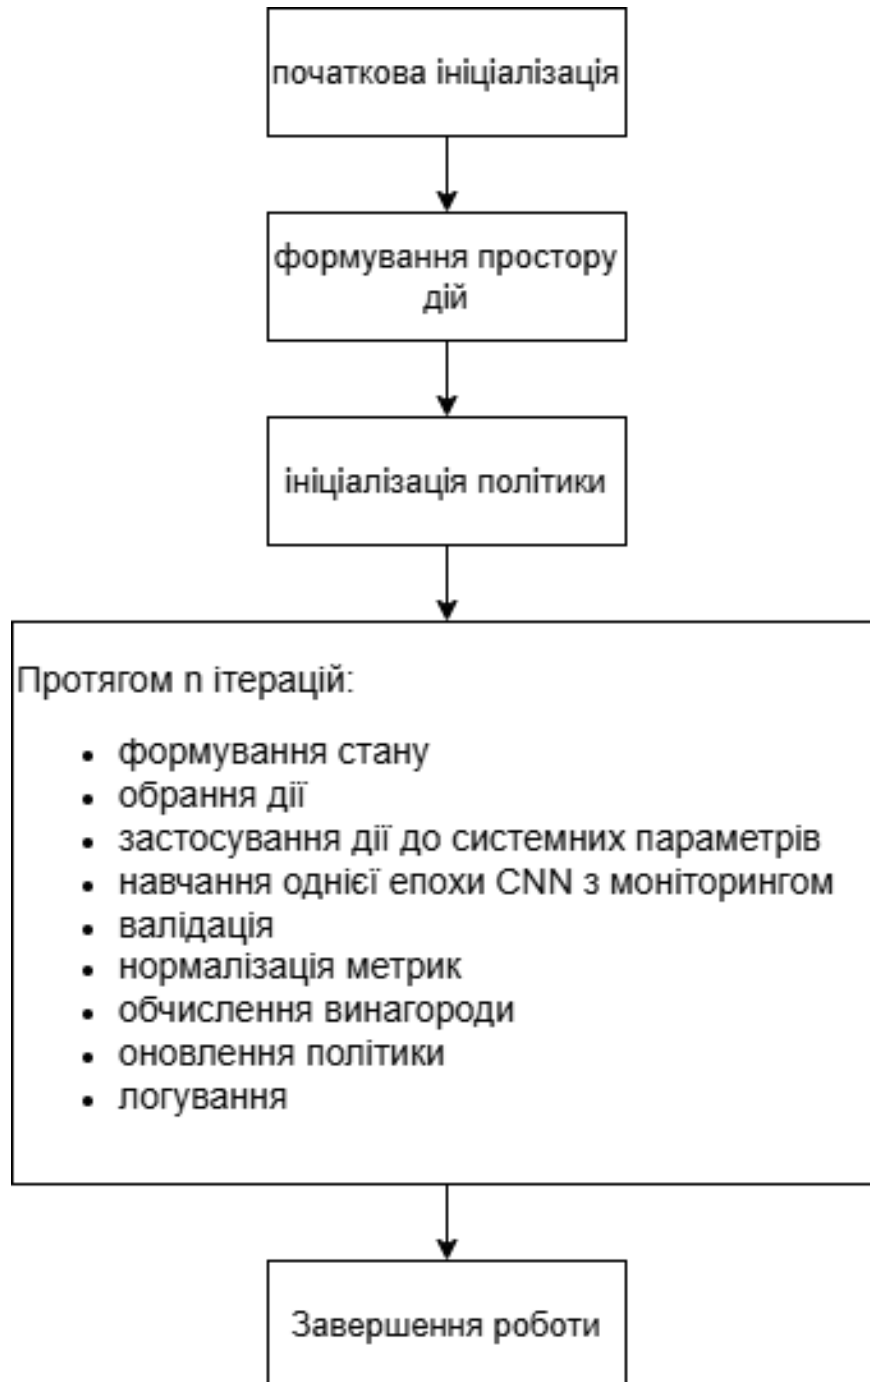 початкова ініціалізація
формування простору
дій
ініціалізація політики
Протягом n ітерацій:
• формування стану
• обрання дії
• застосування дії до системних параметрів
• навчання однієї епохи CNN з моніторингом
• валідація
• нормалізація метрик
• обчислення винагороди
• оновлення політики
• логування
Завершення роботи